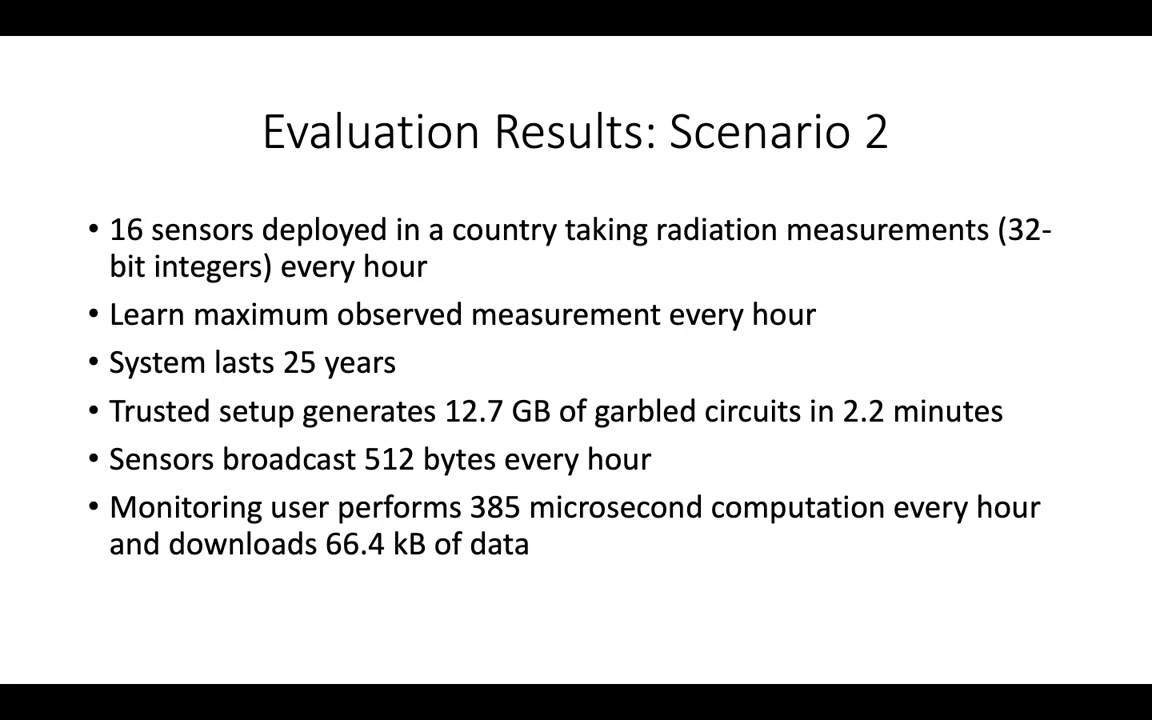 Evaluation Results: Scenario 2
• 16 sensors deployed in a country taking radiation measurements (32-
bit integers) every hour
• Learn maximum observed measurement every hour
• System lasts 25 years
• Trusted setup generates 12.7 GB of garbled circuits in 2.2 minutes
• Sensors broadcast 512 bytes every hour
• Monitoring user performs 385 microsecond computation every hour
and downloads 66.4 kB of data